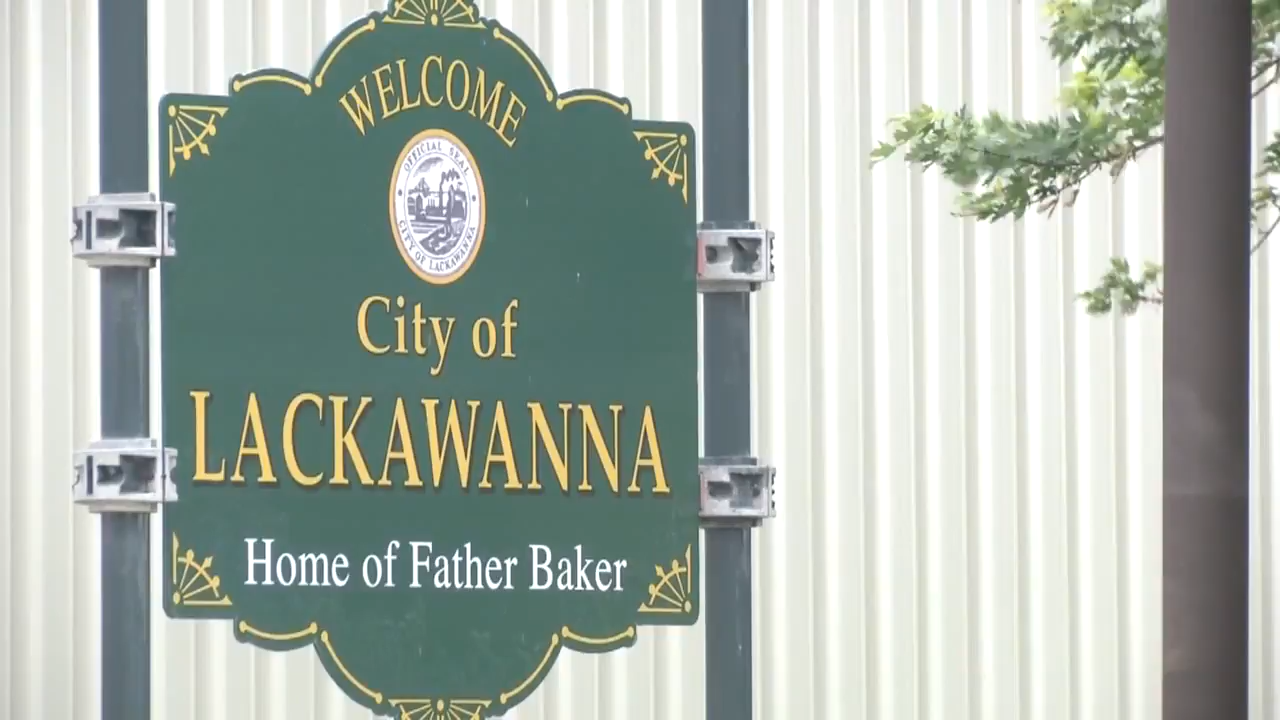 WELCOME
OFFICIAL SEAL
CITY OF LACKAWANNA
City of
LACKAWANNA
Home of Father Baker